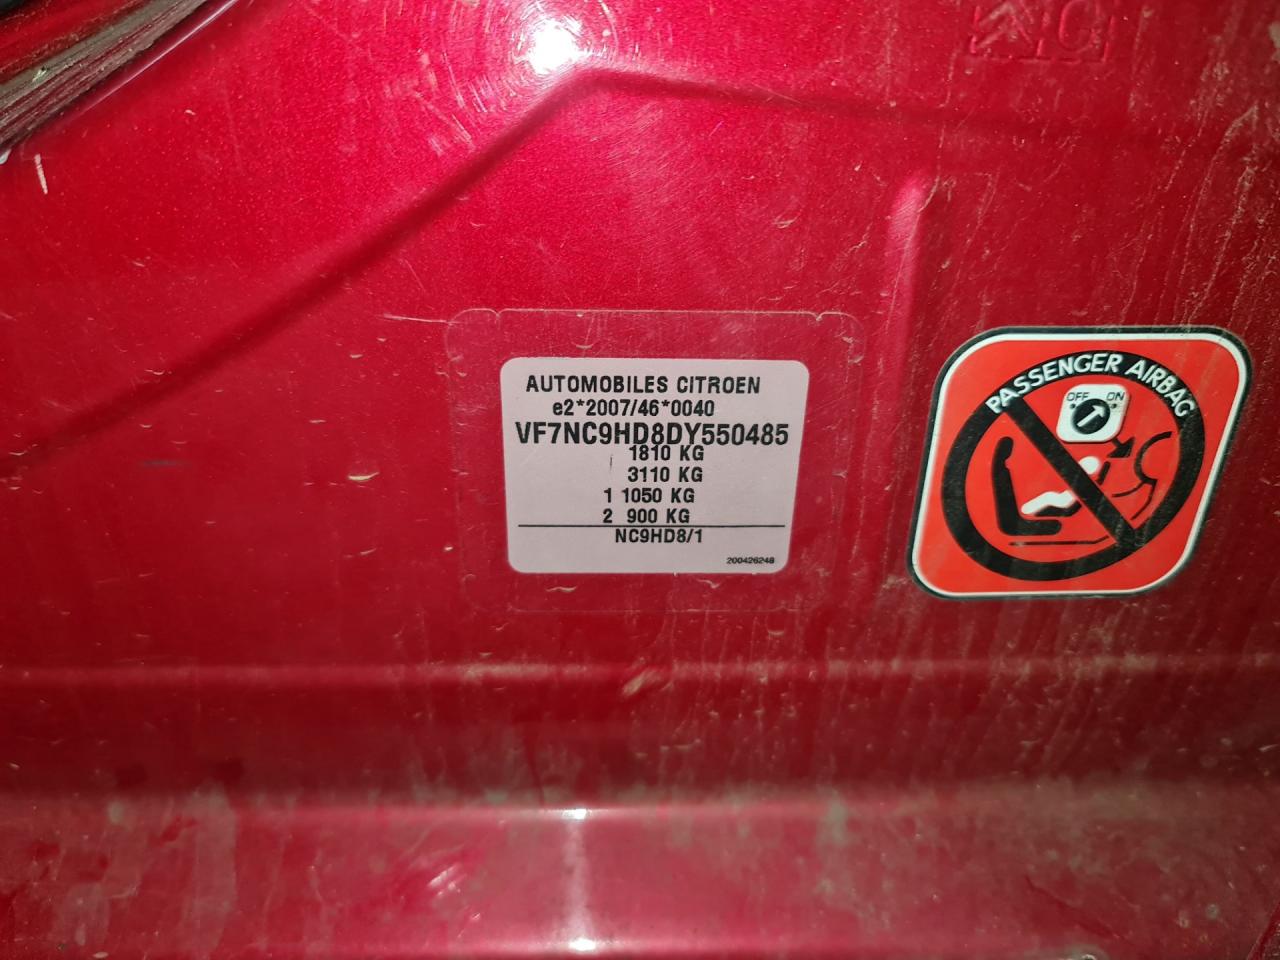 AUTOMOBILES CITROEN
e2*2007/46*0040
VF7NC9HD8DY550485
1810 KG
3110 KG
1 1050 KG
2 900 KG
NC9HD8/1
200426248
PASSENGER AIRBAG
OFF ON